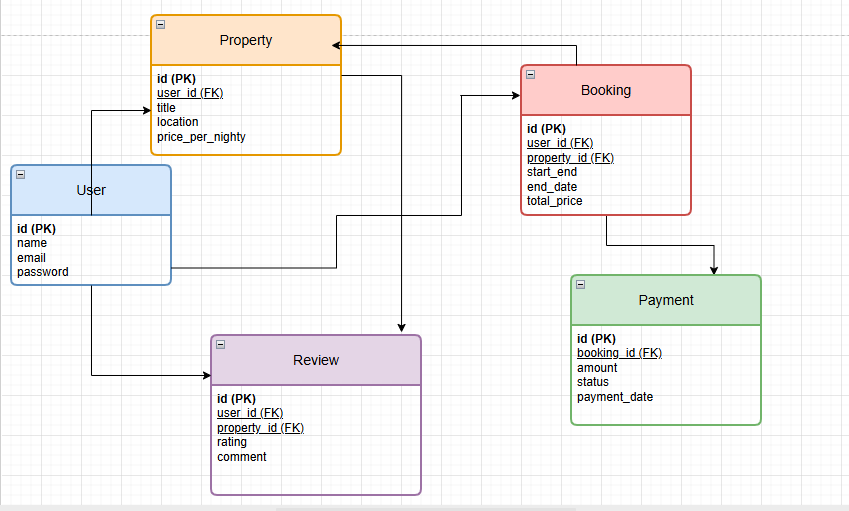 Property
id (PK)
user_id (FK)
title
location
price_per_nighty
Booking
id (PK)
user_id (FK)
property_id (FK)
start_end
end_date
total_price
User
id (PK)
name
email
password
Payment
id (PK)
booking_id (FK)
amount
status
payment_date
Review
id (PK)
user_id (FK)
property_id (FK)
rating
comment